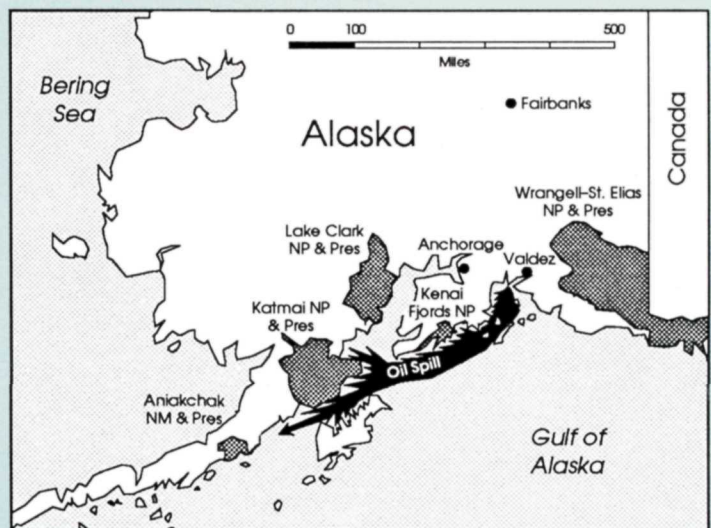 0 100 500
Miles
Bering
Sea
Fairbanks
Alaska
Canada
Wrangell–St. Elias
NP & Pres
Lake Clark
NP & Pres
Anchorage
Valdez
Kenai
Fjords NP
Katmai NP
& Pres
Oil Spill
Aniakchak
NM & Pres
Gulf of
Alaska